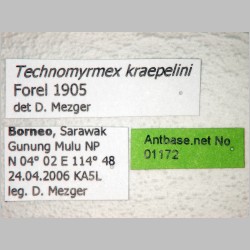 Technomyrmex kraepelini
Forel 1905
det D. Mezger
Borneo, Sarawak
Gunung Mulu NP
N 04° 02 E 114° 48
24.04.2006 KA5L
leg. D. Mezger
Antbase.net No
01172